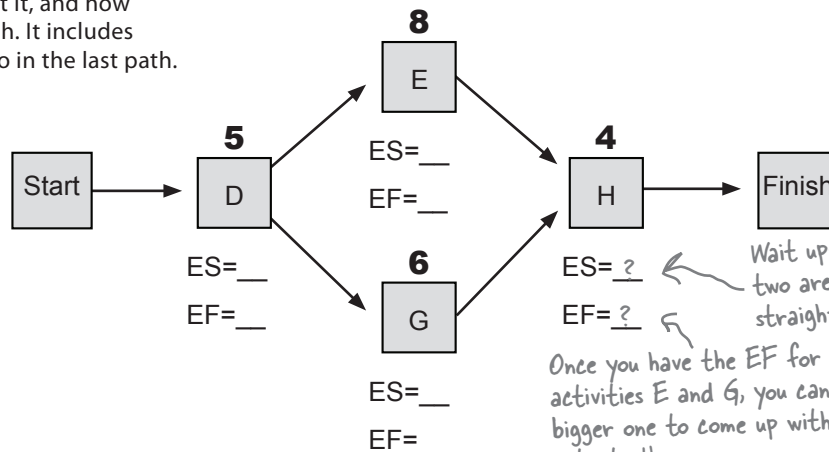 t it, and how
h. It includes
o in the last path.
8
E
ES=__
EF=__
Start
5
D
ES=__
EF=__
6
G
ES=__
EF=
4
H
ES=?
EF=?
Finish
Wait up
two are
straight
Once you have the EF for
activities E and G, you can
bigger one to come up with